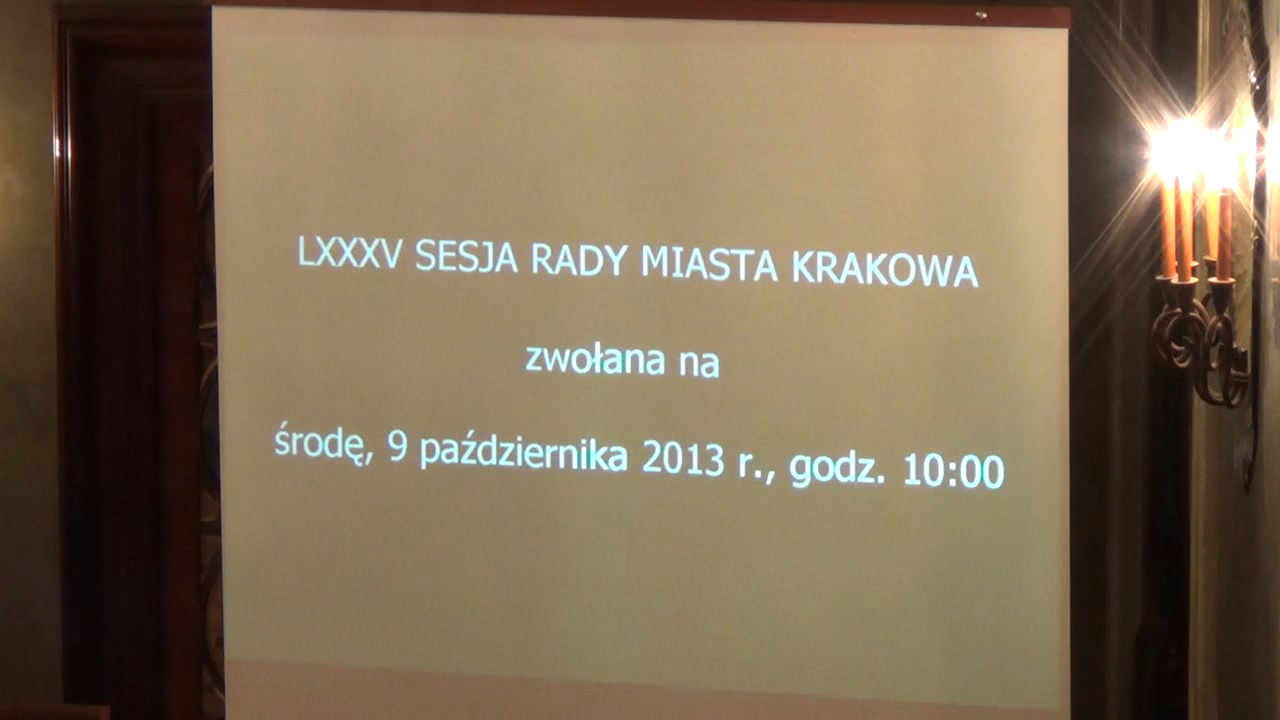 LXXXV SESJA RADY MIASTA KRAKOWA
zwołana na
środę, 9 października 2013 r., godz. 10:00